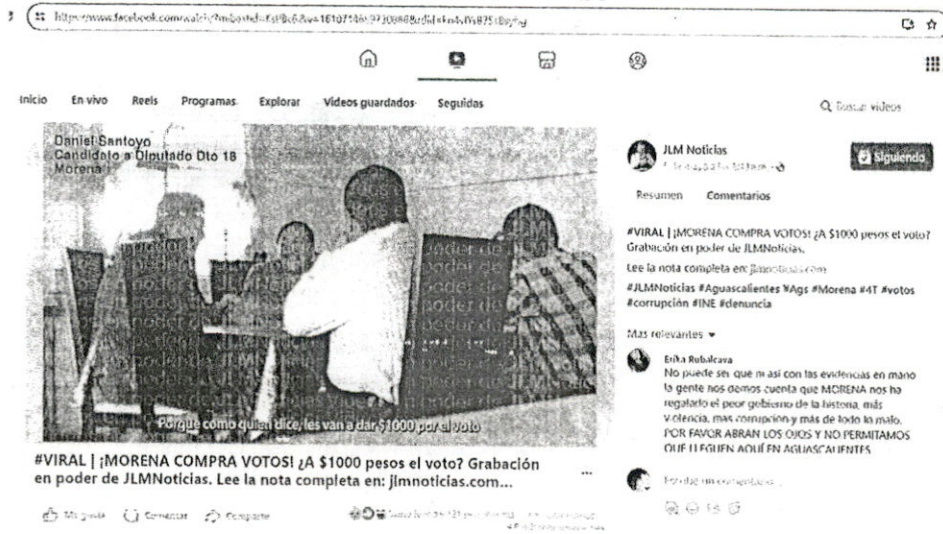 Inicio En vivo Reels Programas Explorar Videos guardados Seguidas
Buscar videos
Daniel Santoyo
Candidato a Diputado Dto 18
Morena
Porque como quien dice, les van a dar $1000 por el voto
#VIRAL | ¡MORENA COMPRA VOTOS! ¿A $1000 pesos el voto? Grabación
en poder de JLMNoticias. Lee la nota completa en: jlmnoticias.com...
Me gusta Comentar Compartir
JLM Noticias
Siguiendo
Resumen Comentarios
#VIRAL | ¡MORENA COMPRA VOTOS! ¿A $1000 pesos el voto?
Grabación en poder de JLMNoticias.
Lee la nota completa en: jlmnoticias.com
#JLMNoticias #Aguascalientes #Ags #Morena #4T #votos
#corrupción #INE #denuncia
Mas relevantes
Erika Rubalcava
No puede ser que ni así con las evidencias en mano
la gente nos demos cuenta que MORENA nos ha
regalado el peor gobierno de la historia, más
violencia, mas corrupción y más de todo lo malo.
POR FAVOR ABRAN LOS OJOS Y NO PERMITAMOS
QUE LLEGUEN AQUÍ EN AGUASCALIENTES
Escribe un comentario...